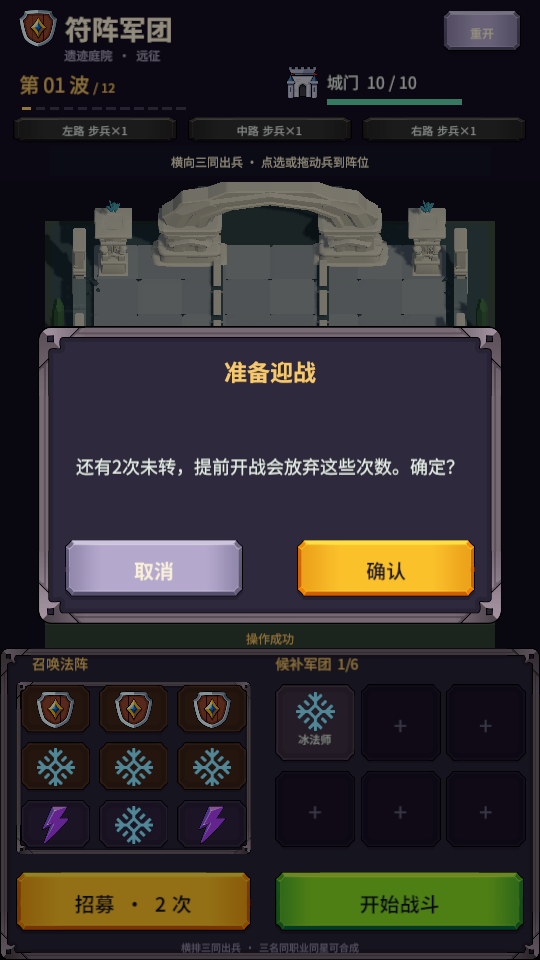 符阵军团
遗迹庭院 · 远征
重开
第 01 波 / 12
城门 10 / 10
左路 步兵×1
中路 步兵×1
右路 步兵×1
横向三同出兵 · 点选或拖动兵到阵位
准备迎战
还有2次未转，提前开战会放弃这些次数。确定？
取消
确认
操作成功
召唤法阵
候补军团 1/6
冰法师
+
+
+
+
+
招募 · 2 次
开始战斗
横排三同出兵 · 三名同职业同星可合成